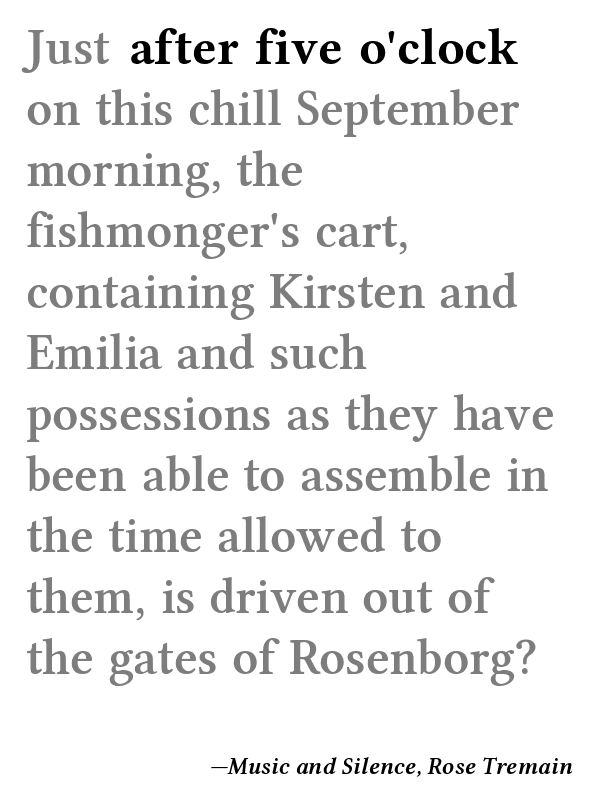 Just after five o'clock
on this chill September
morning, the
fishmonger's cart,
containing Kirsten and
Emilia and such
possessions as they have
been able to assemble in
the time allowed to
them, is driven out of
the gates of Rosenborg?
—Music and Silence, Rose Tremain